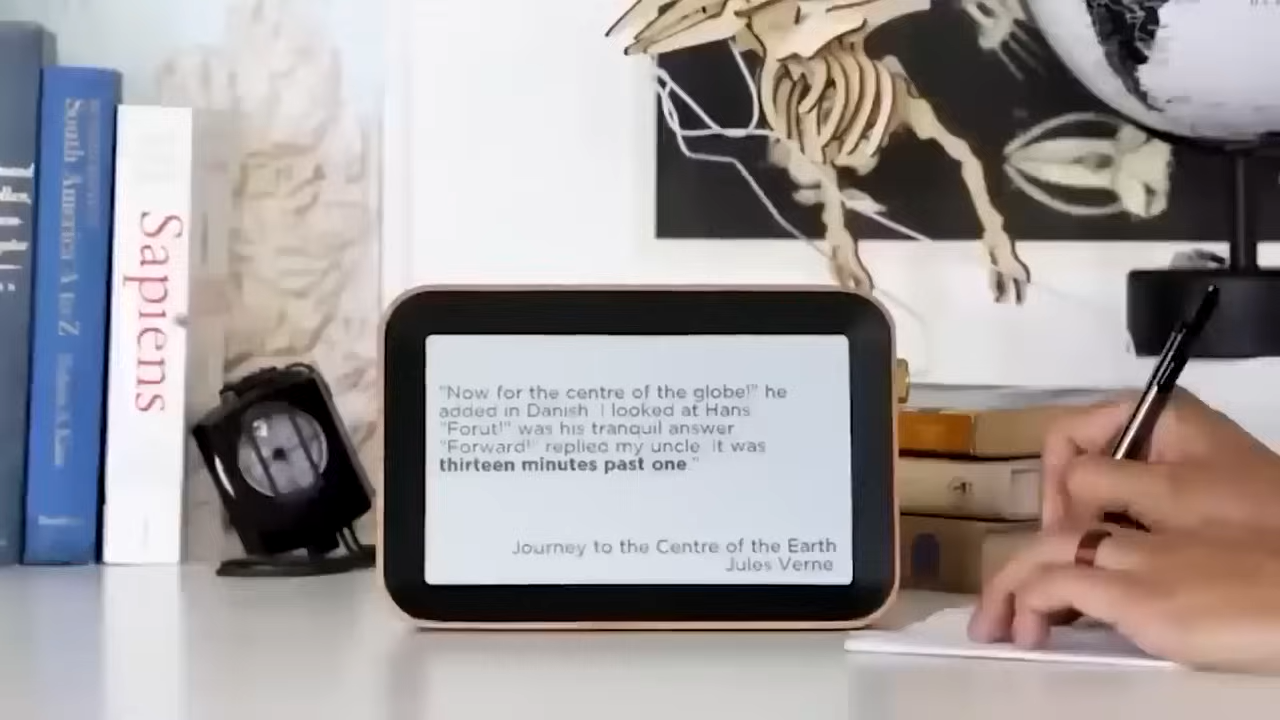 South America A to Z
Sapiens
"Now for the centre of the globe!" he
added in Danish. I looked at Hans.
"Forut!" was his tranquil answer.
"Forward!" replied my uncle. It was
thirteen minutes past one."
Journey to the Centre of the Earth
Jules Verne